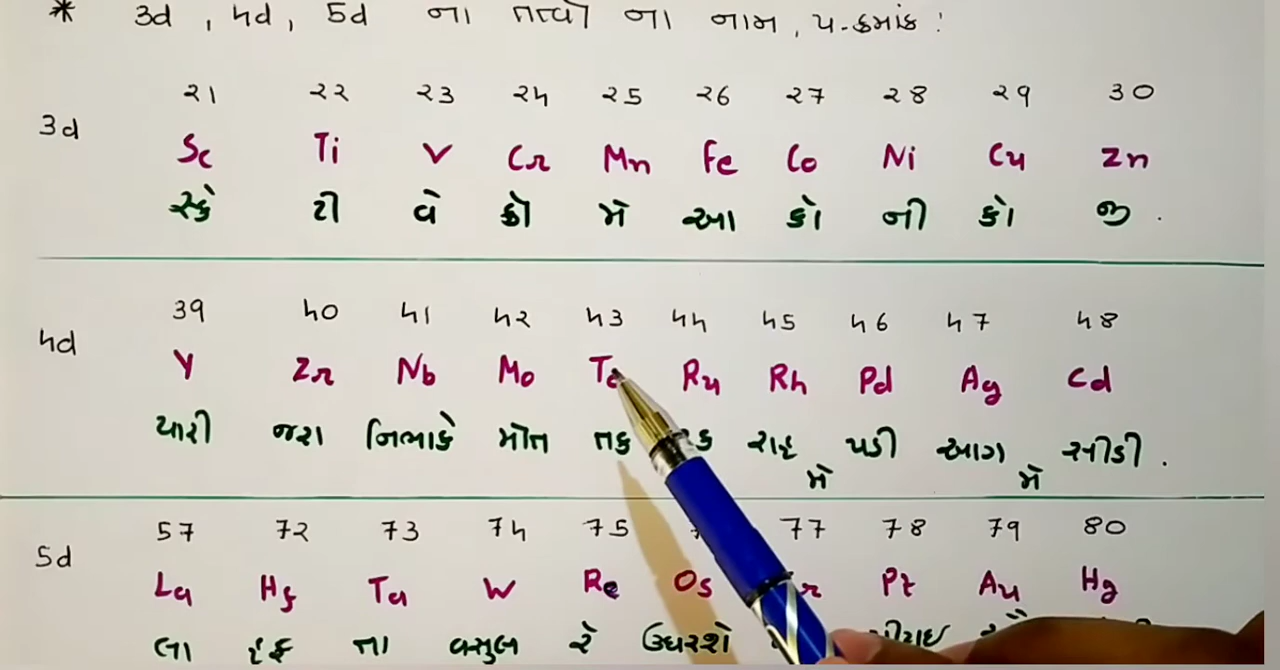 * 3d, 4d, 5d ના તત્વો ના નામ, પ.ક્રમાંક :
21 22 23 24 25 26 27 28 29 30
3d
Sc Ti V Cr Mn Fe Co Ni Cu Zn
સ્કે ટી વે ક્રો મે આ કો ની કો જી.
39 40 41 42 43 44 45 46 47 48
4d
Y Zr Nb Mo Tc Ru Rh Pd Ag Cd
યારી જરા નિભાકે મોત તક રાહ મે પડી આગ મે સીડી.
57 72 73 74 75 77 78 79 80
5d
La Hf Ta W Re Os Pt Au Hg
લા હફ તા વસુલ રે ઉધરશો